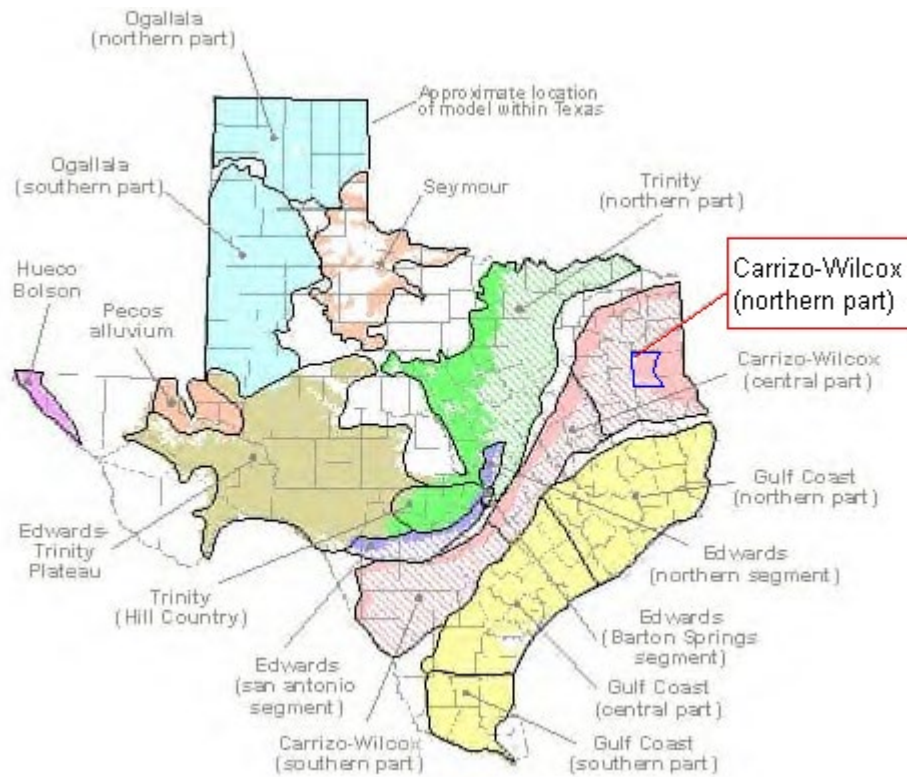 Ogallala
(northern part)
Approximate location
of model within Texas
Ogallala
(southern part)
Seymour
Trinity
(northern part)
Hueco
Bolson
Pecos
alluvium
Carrizo-Wilcox
(northern part)
Carrizo-Wilcox
(central part)
Gulf Coast
(northern part)
Edwards-
Trinity
Plateau
Trinity
(Hill Country)
Edwards
(northern segment)
Edwards
(Barton Springs
segment)
Edwards
(san antonio
segment)
Gulf Coast
(central part)
Carrizo-Wilcox
(southern part)
Gulf Coast
(southern part)